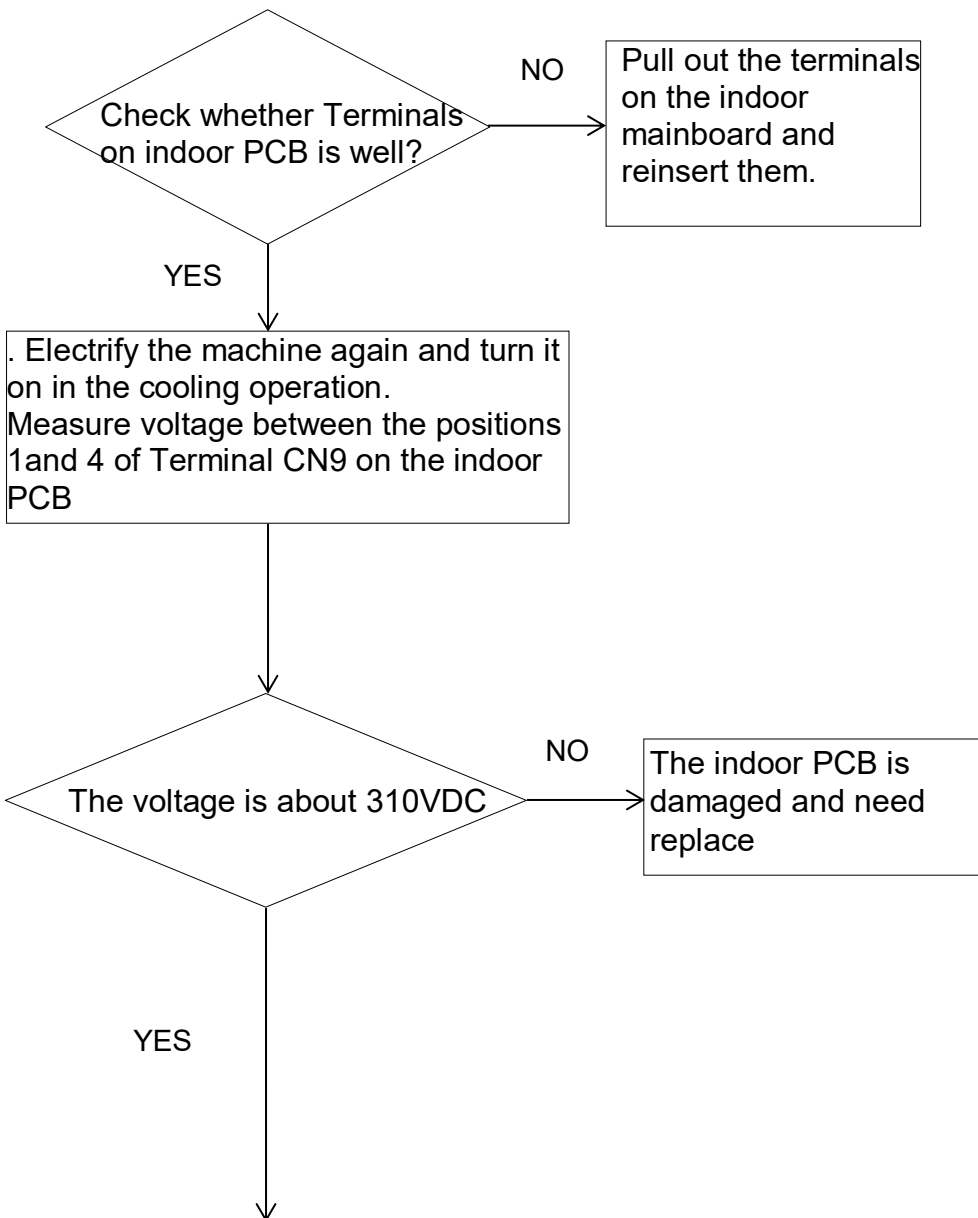 Check whether Terminals
on indoor PCB is well?
NO
Pull out the terminals
on the indoor
mainboard and
reinsert them.
YES
. Electrify the machine again and turn it
on in the cooling operation.
Measure voltage between the positions
1and 4 of Terminal CN9 on the indoor
PCB
The voltage is about 310VDC
NO
The indoor PCB is
damaged and need
replace
YES